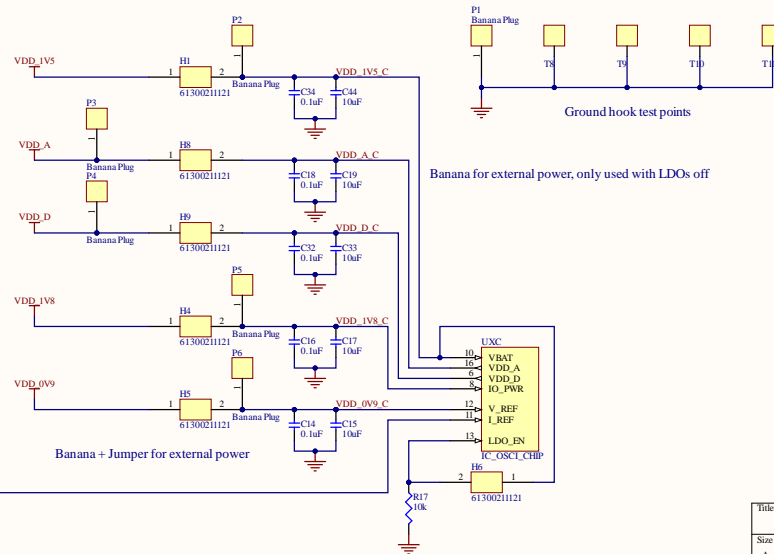 P1
Banana Plug
1
T8
T9
T10
Ground hook test points
P2
1
VDD_1V5
1
H1
2
Banana Plug
61300211121
VDD_1V5_C
C34
0.1uF
C44
10uF
P3
1
VDD_A
Banana Plug
1
H8
2
61300211121
VDD_A_C
C18
0.1uF
C19
10uF
Banana for external power, only used with LDOs off
P4
1
VDD_D
Banana Plug
1
H9
2
61300211121
VDD_D_C
C32
0.1uF
C33
10uF
P5
1
VDD_1V8
1
H4
2
Banana Plug
61300211121
VDD_1V8_C
C16
0.1uF
C17
10uF
P6
1
VDD_0V9
1
H5
2
Banana Plug
61300211121
VDD_0V9_C
C14
0.1uF
C15
10uF
Banana + Jumper for external power
UXC
10 VBAT
16 VDD_A
6 VDD_D
8 IO_PWR
12 V_REF
11 I_REF
13 LDO_EN
IC_OSCI_CHIP
2
H6
1
61300211121
R17
10k
Title
Size